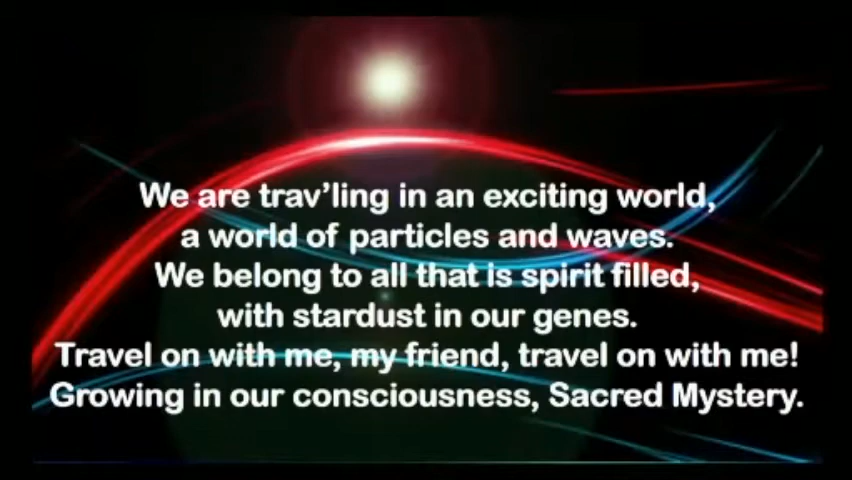 We are trav’ling in an exciting world,
a world of particles and waves.
We belong to all that is spirit filled,
with stardust in our genes.
Travel on with me, my friend, travel on with me!
Growing in our consciousness, Sacred Mystery.